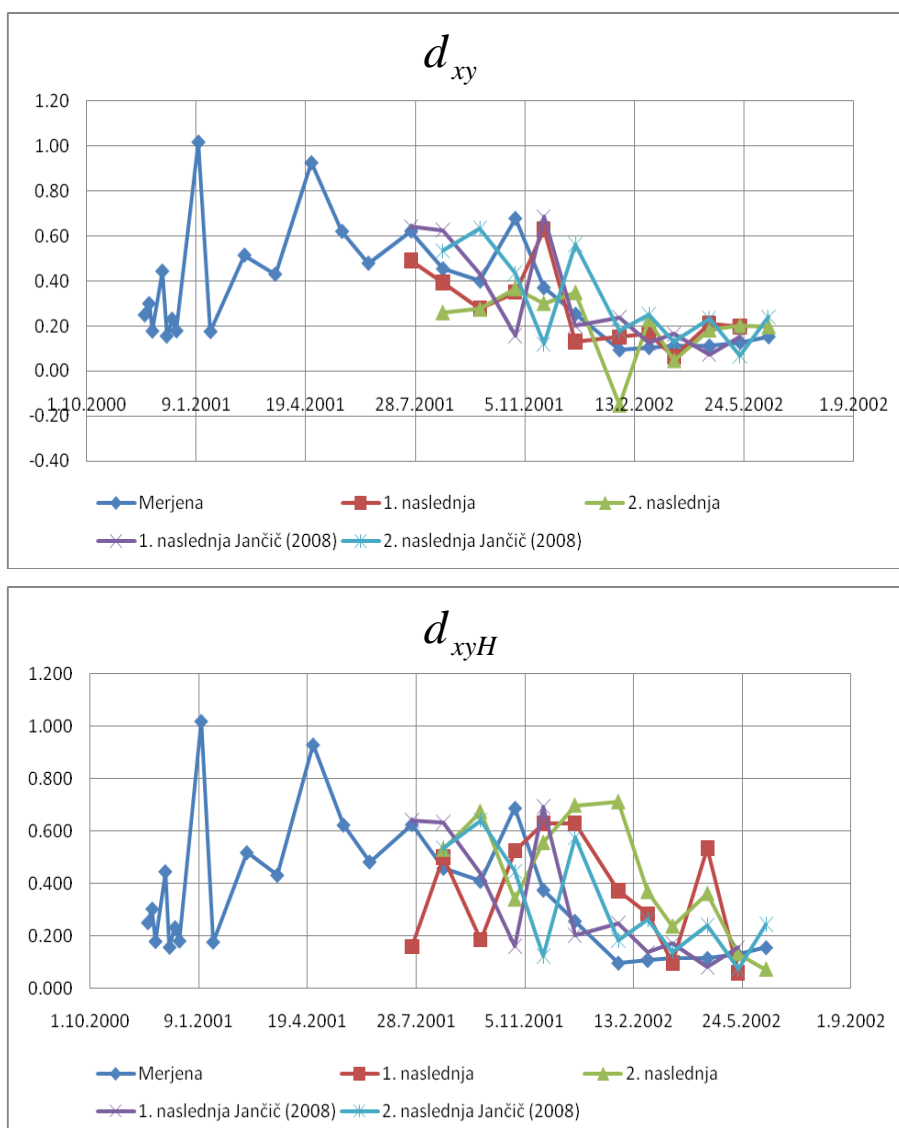 d_xy
1.20
1.00
0.80
0.60
0.40
0.20
0.00
-0.20
-0.40
1.10.2000 9.1.2001 19.4.2001 28.7.2001 5.11.2001 13.2.2002 24.5.2002 1.9.2002
Merjena 1. naslednja 2. naslednja
1. naslednja Jančič (2008) 2. naslednja Jančič (2008)
d_xyH
1.200
1.000
0.800
0.600
0.400
0.200
0.000
1.10.2000 9.1.2001 19.4.2001 28.7.2001 5.11.2001 13.2.2002 24.5.2002 1.9.2002
Merjena 1. naslednja 2. naslednja
1. naslednja Jančič (2008) 2. naslednja Jančič (2008)